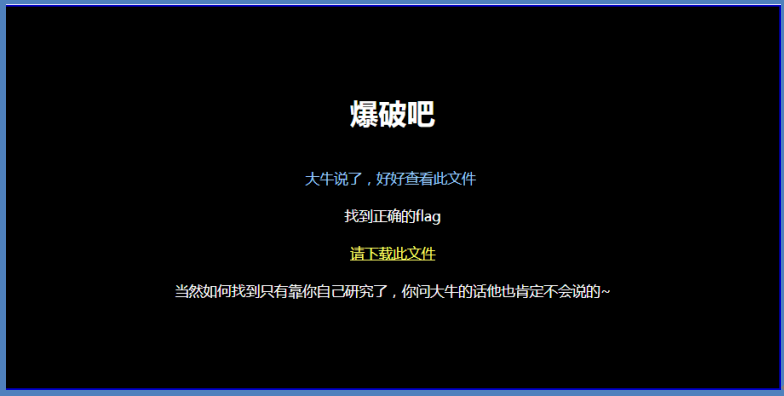 爆破吧
大牛说了，好好查看此文件
找到正确的flag
请下载此文件
当然如何找到只有靠你自己研究了，你问大牛的话他也肯定不会说的~